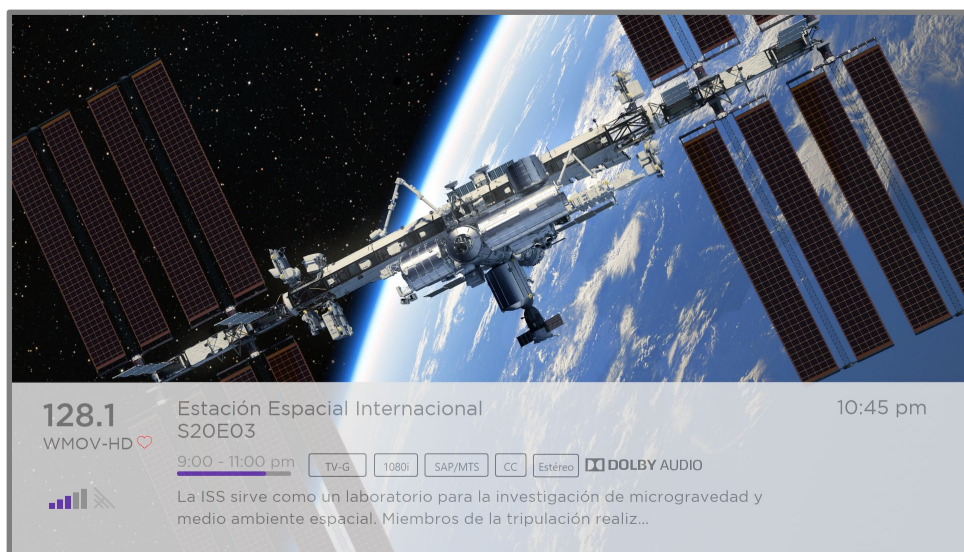 128.1
WMOV-HD
Estación Espacial Internacional
S20E03
10:45 pm
9:00 - 11:00 pm TV-G 1080i SAP/MTS CC Estéreo DOLBY AUDIO
La ISS sirve como un laboratorio para la investigación de microgravedad y
medio ambiente espacial. Miembros de la tripulación realiz...